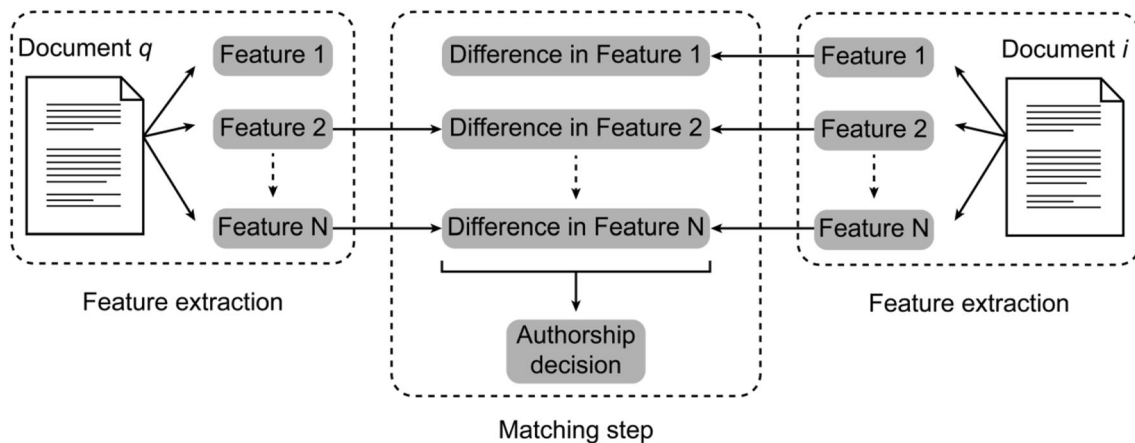 Document q
Feature 1
Feature 2
Feature N
Feature extraction
Difference in Feature 1
Difference in Feature 2
Difference in Feature N
Authorship
decision
Matching step
Feature 1
Feature 2
Feature N
Document i
Feature extraction